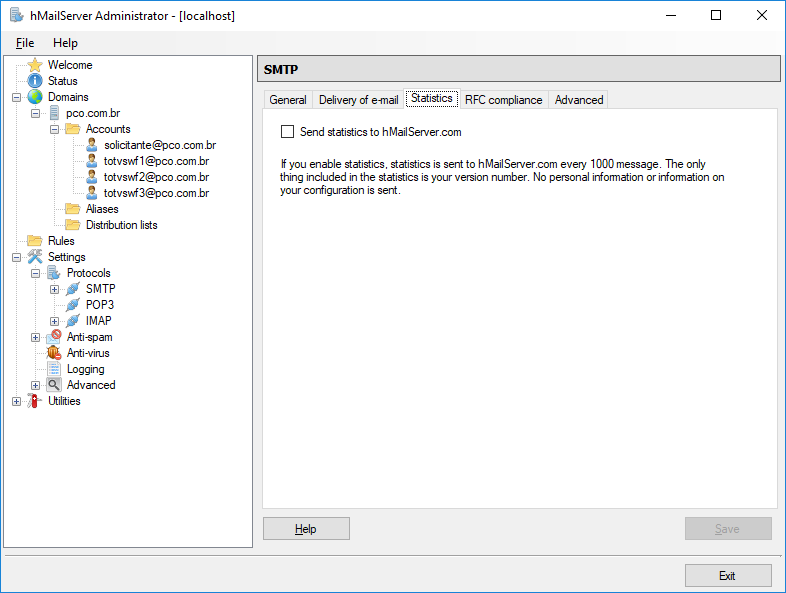 hMailServer Administrator - [localhost]
File Help
Welcome
Status
Domains
pco.com.br
Accounts
solicitante@pco.com.br
totvswf1@pco.com.br
totvswf2@pco.com.br
totvswf3@pco.com.br
Aliases
Distribution lists
Rules
Settings
Protocols
SMTP
POP3
IMAP
Anti-spam
Anti-virus
Logging
Advanced
Utilities
SMTP
General Delivery of e-mail Statistics RFC compliance Advanced
Send statistics to hMailServer.com
If you enable statistics, statistics is sent to hMailServer.com every 1000 message. The only
thing included in the statistics is your version number. No personal information or information on
your configuration is sent.
Help Save
Exit